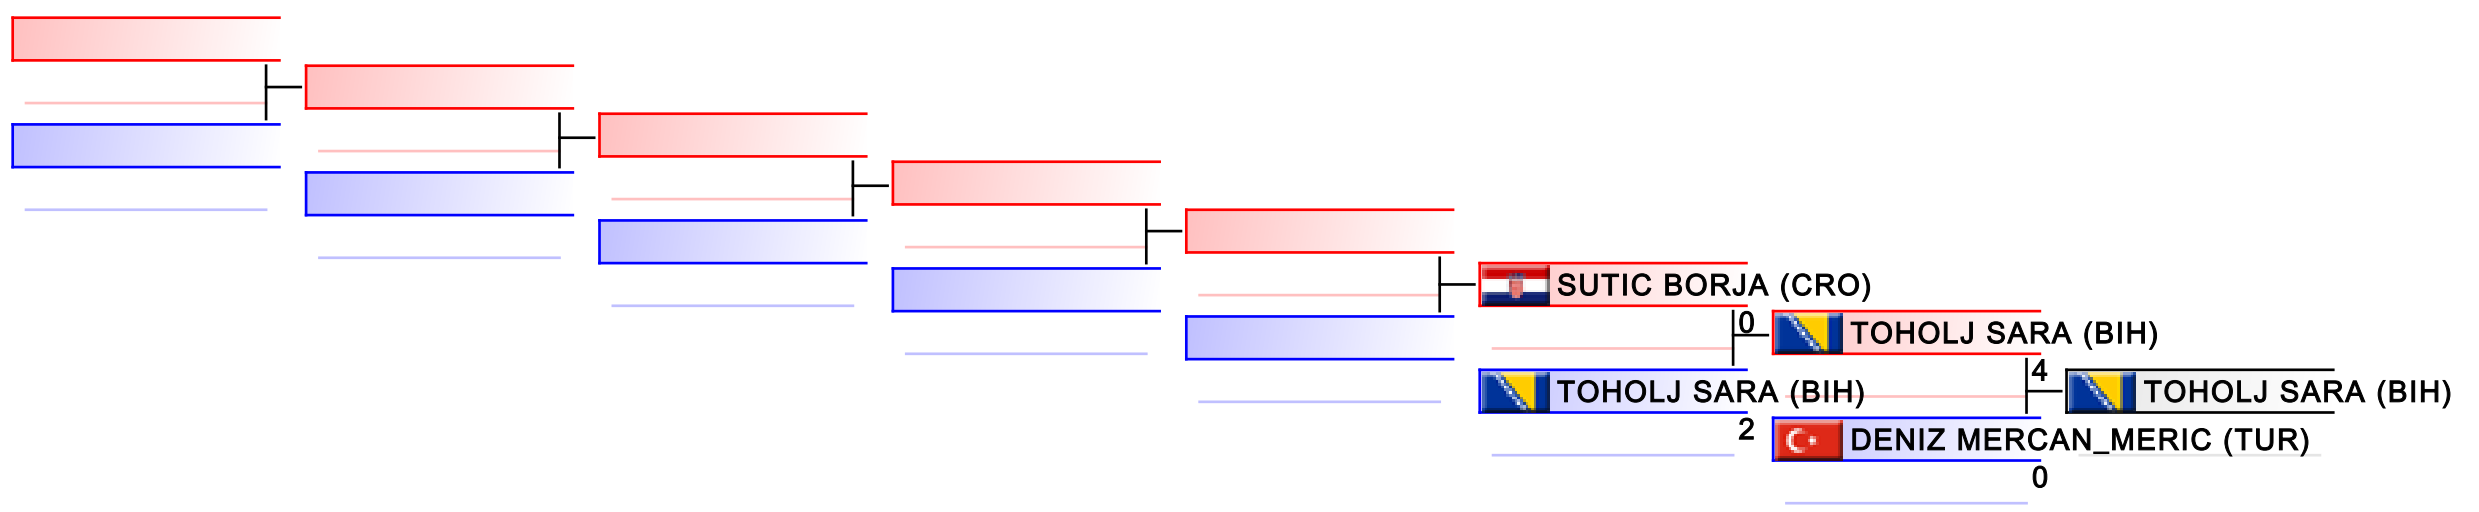 SUTIC BORJA (CRO)
0
TOHOLJ SARA (BIH)
2
TOHOLJ SARA (BIH)
4
DENIZ MERCAN_MERIC (TUR)
0
TOHOLJ SARA (BIH)